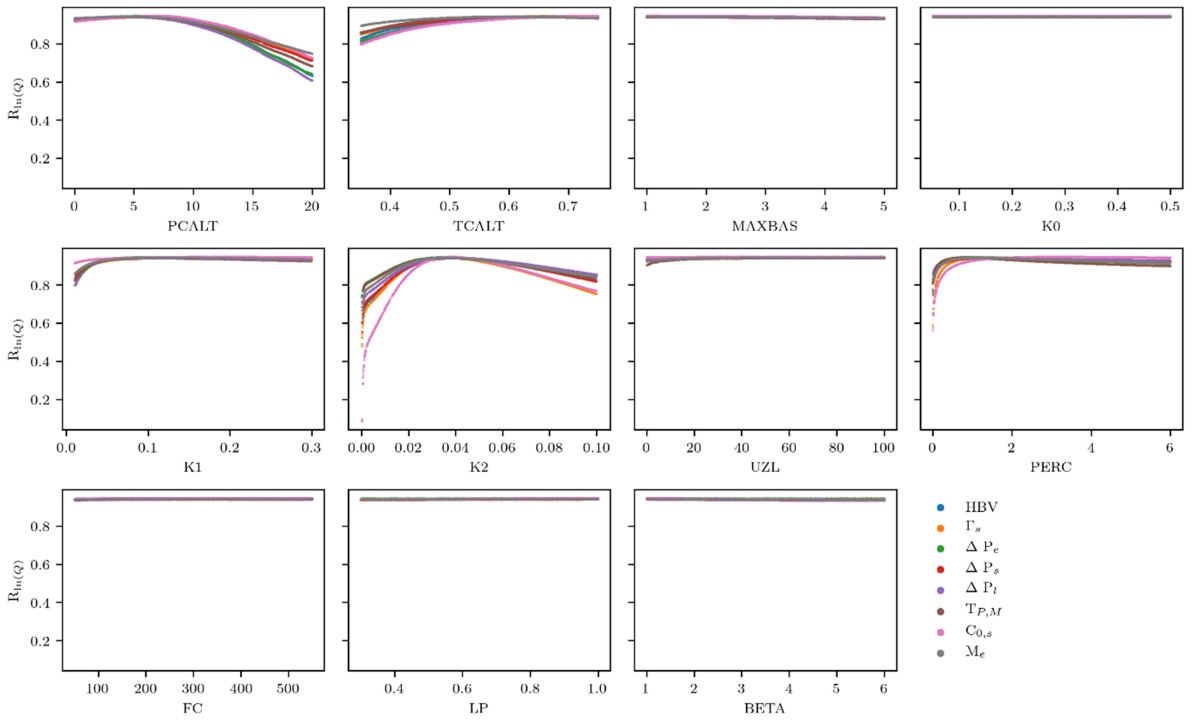 0.8
0.6
0.4
0.2
R_ln(Q)
0 5 10 15 20
PCALT
0.4 0.5 0.6 0.7
TCALT
1 2 3 4 5
MAXBAS
0.1 0.2 0.3 0.4 0.5
K0
0.8
0.6
0.4
0.2
R_ln(Q)
0.0 0.1 0.2 0.3
K1
0.00 0.02 0.04 0.06 0.08 0.10
K2
0 20 40 60 80 100
UZL
0 2 4 6
PERC
0.8
0.6
0.4
0.2
R_ln(Q)
100 200 300 400 500
FC
0.4 0.6 0.8 1.0
LP
1 2 3 4 5 6
BETA
HBV
Γ_s
Δ P_e
Δ P_s
Δ P_l
T_P,M
C_0,s
M_e